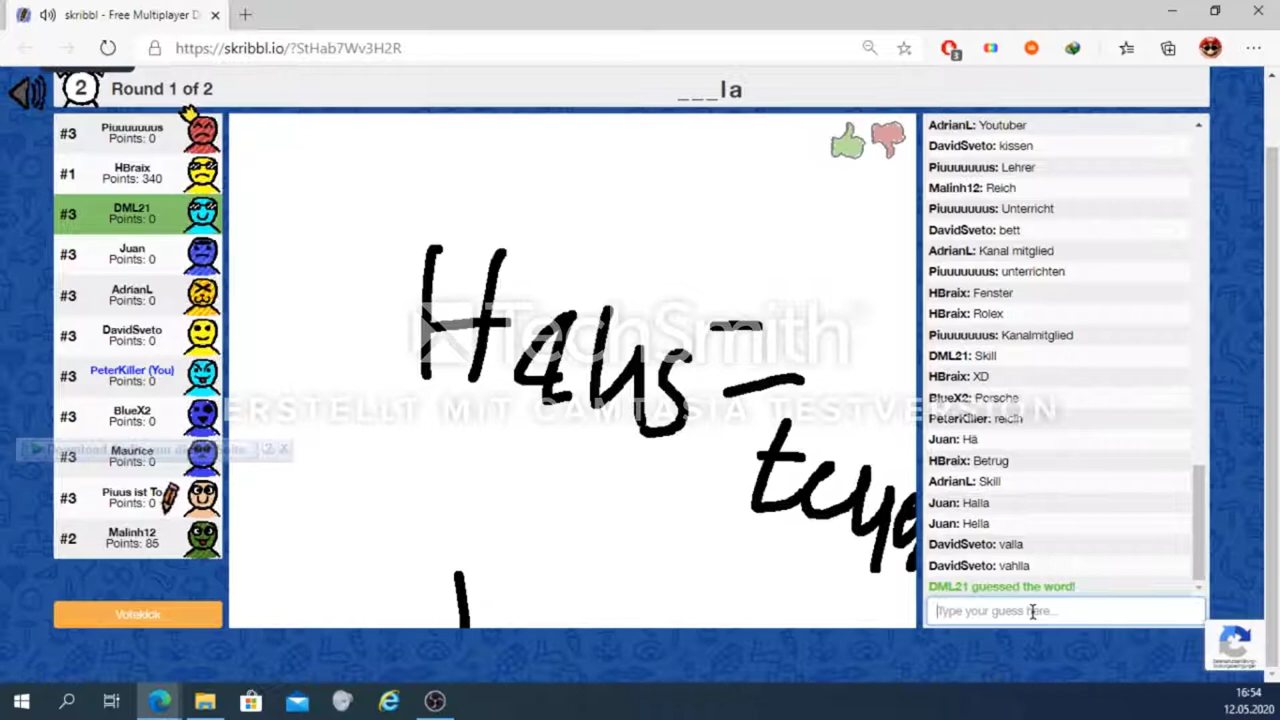 skribbl - Free Multiplayer D
https://skribbl.io/?StHab7Wv3H2R
3
2
Round 1 of 2
___la
#3 Piuuuuuuus
Points: 0
#1 HBraix
Points: 340
#3 DML21
Points: 0
#3 Juan
Points: 0
#3 AdrianL
Points: 0
#3 DavidSveto
Points: 0
#3 PeterKiller (You)
Points: 0
#3 BlueX2
Points: 0
#3 Maurice
Points: 0
#3 Piuus ist To
Points: 0
#2 Malinh12
Points: 85
Votekick
Haus-
TechSmith
ERSTELLT MIT CAMTASIA TESTVERSION
AdrianL: Youtuber
DavidSveto: kissen
Piuuuuuuus: Lehrer
Malinh12: Reich
Piuuuuuuus: Unterricht
DavidSveto: bett
AdrianL: Kanal mitglied
Piuuuuuuus: unterrichten
HBraix: Fenster
HBraix: Rolex
Piuuuuuuus: Kanalmitglied
DML21: Skill
HBraix: XD
BlueX2: Porsche
PeterKiller: reich
Juan: Hä
HBraix: Betrug
AdrianL: Skill
Juan: Halla
Juan: Hella
DavidSveto: valla
DavidSveto: vahlla
DML21 guessed the word!
Type your guess here...
16:54
12.05.2020